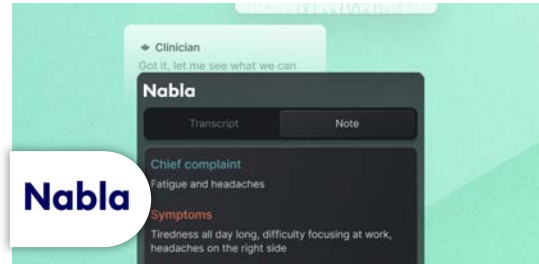 Clinician
Got it, let me see what we can
Nabla
Transcript
Note
Chief complaint
Fatigue and headaches
Nabla
Symptoms
Tiredness all day long, difficulty focusing at work,
headaches on the right side